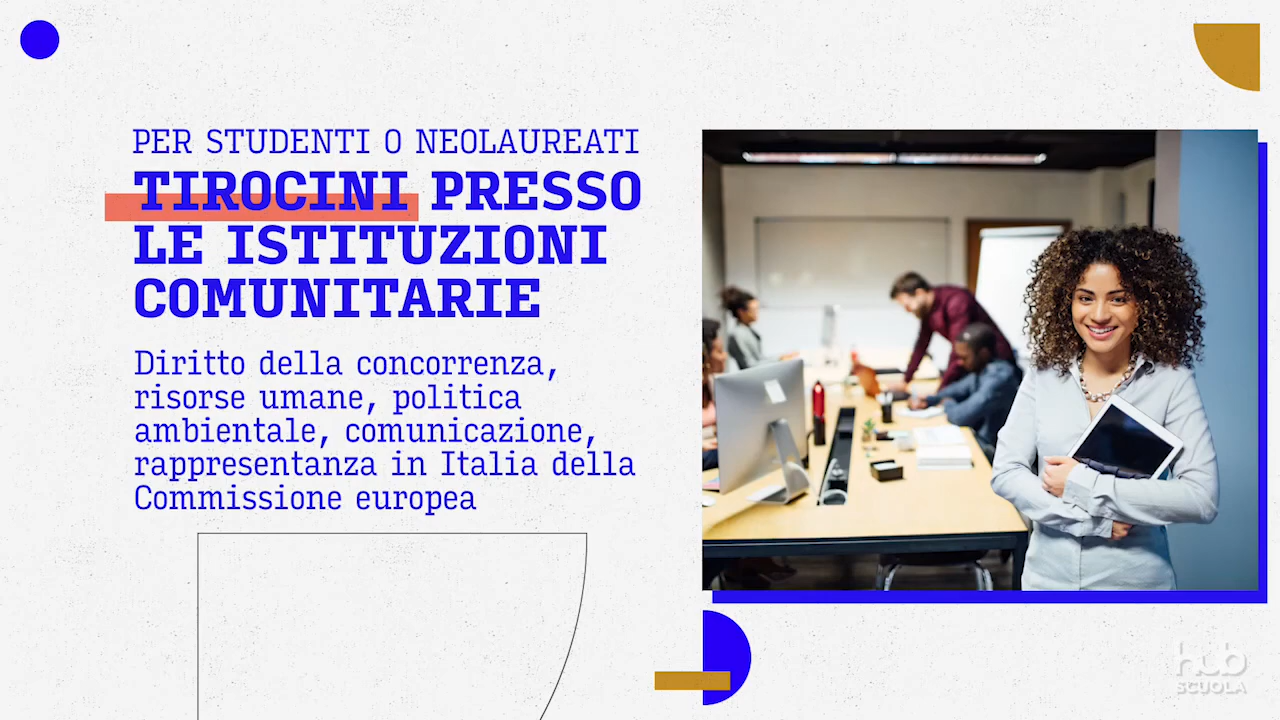 PER STUDENTI O NEOLAUREATI
TIROCINI PRESSO
LE ISTITUZIONI
COMUNITARIE
Diritto della concorrenza,
risorse umane, politica
ambientale, comunicazione,
rappresentanza in Italia della
Commissione europea
hub
SCUOLA